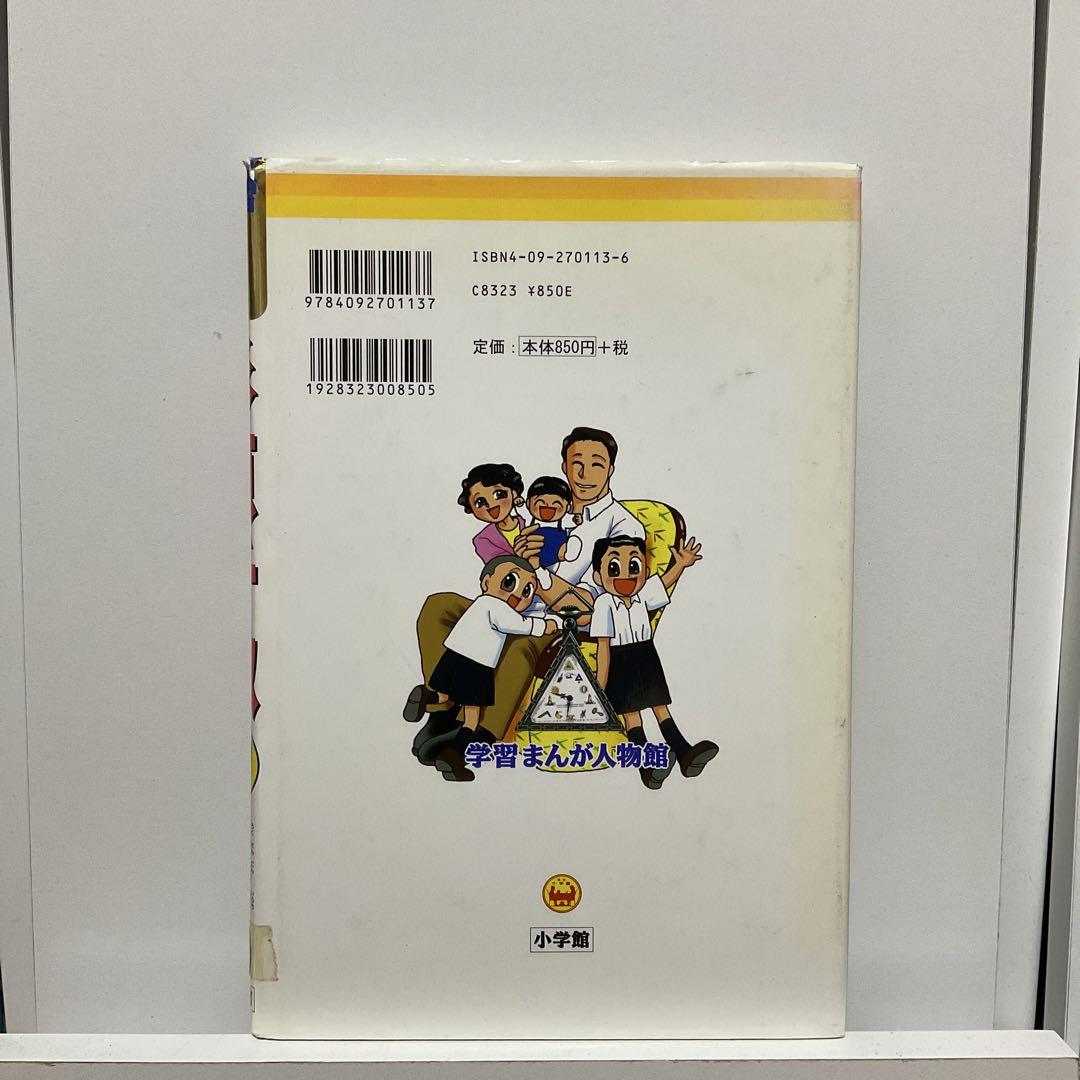 ISBN4-09-270113-6
9784092701137
C8323 ¥850E
定価：本体850円+税
1928323008505
学習まんが人物館
小学館